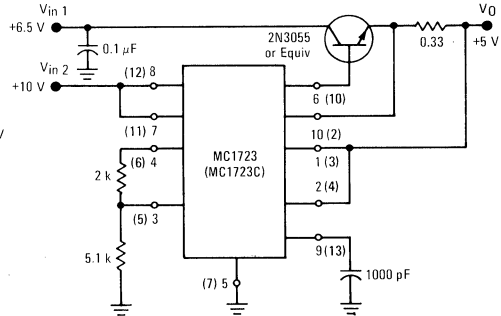 Vin 1
+6.5 V
0.1 µF
Vin 2
+10 V
2N3055
or Equiv
0.33
VO
+5 V
(12) 8
6 (10)
(11) 7
10 (2)
(6) 4
1 (3)
MC1723
(MC1723C)
2 k
2 (4)
(5) 3
9 (13)
5.1 k
(7) 5
1000 pF